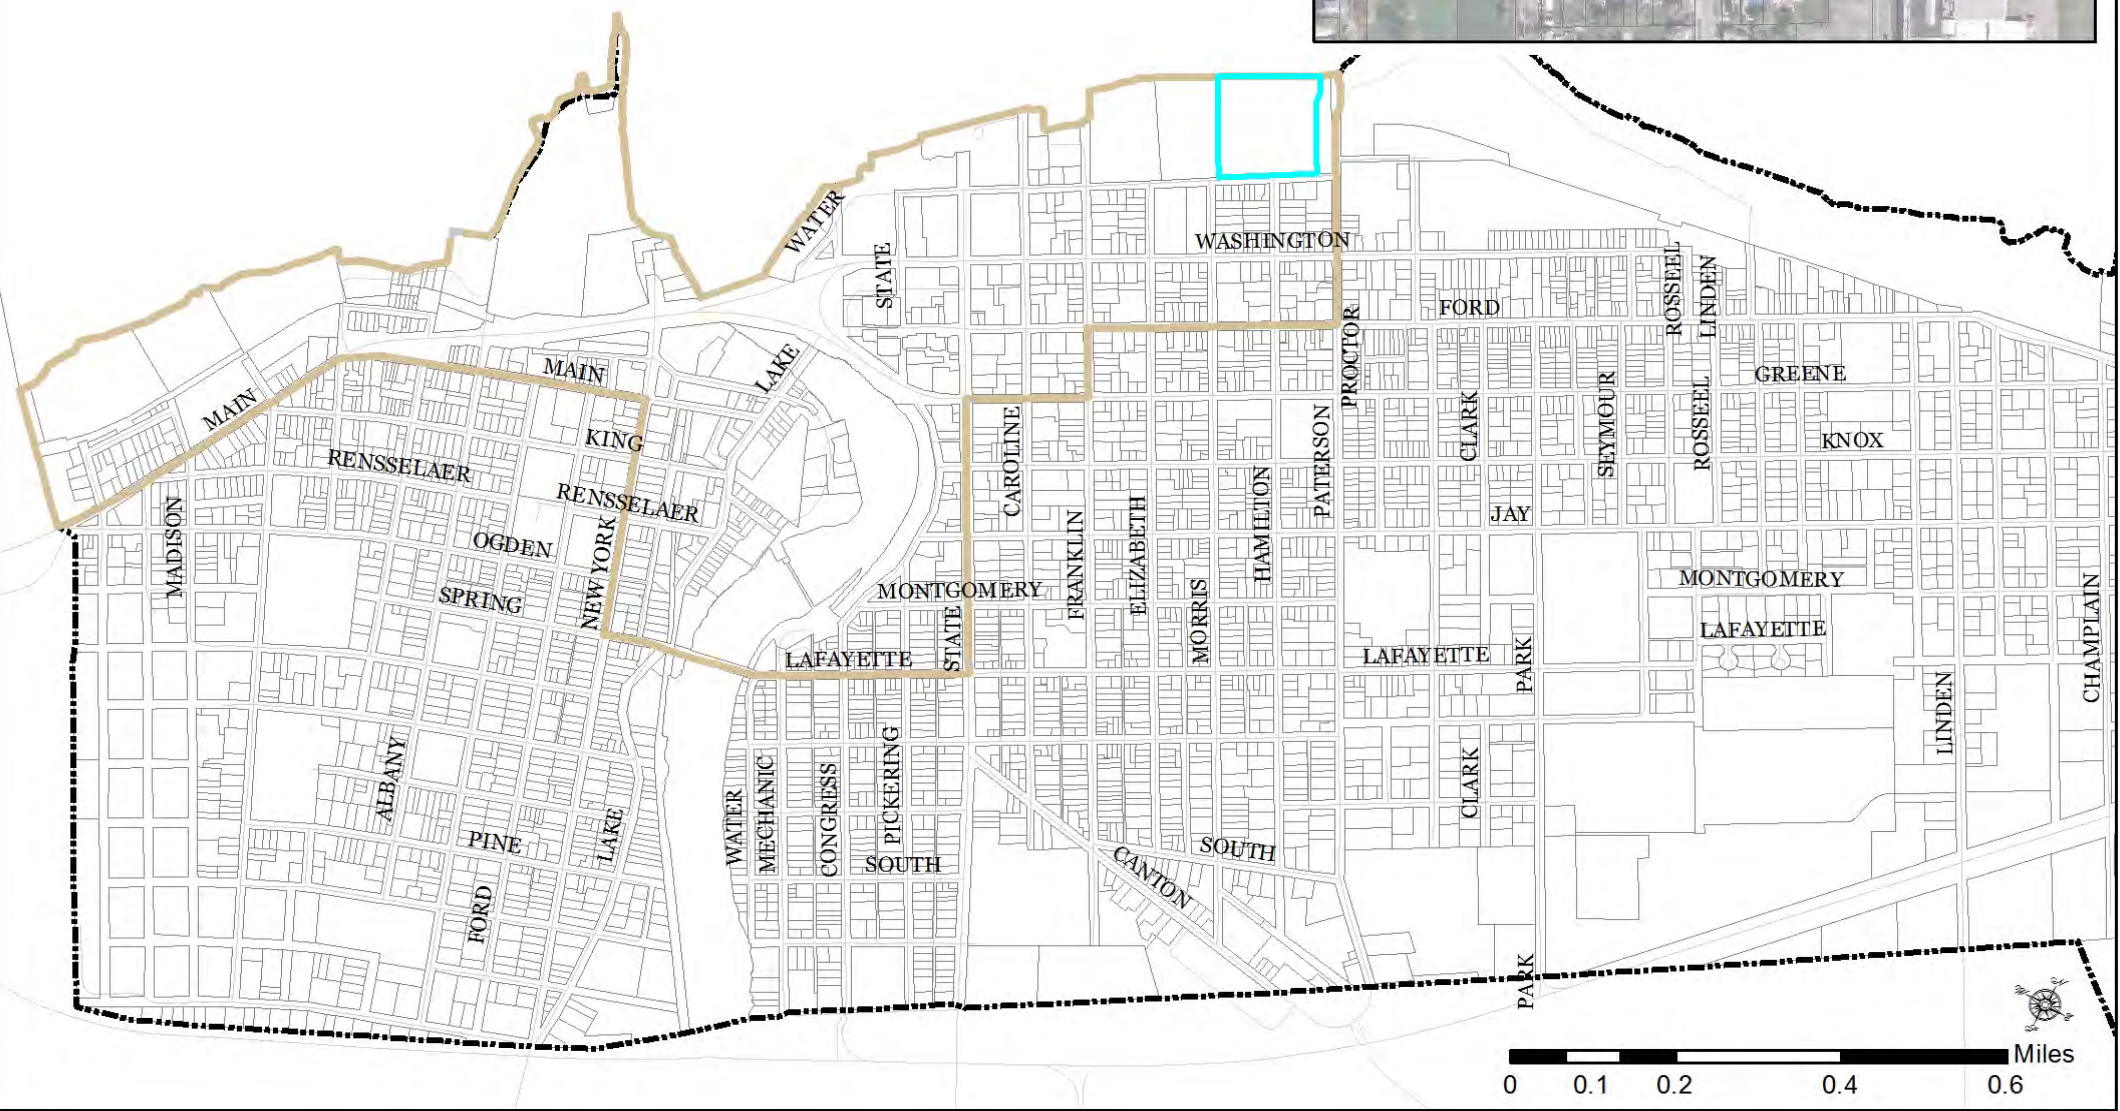 WATER
WASHINGTON
STATE
ROSSEEL
LINDEN
FORD
PROCTOR
LAKE
MAIN
GREENE
MAIN
SEYMOUR
CLARK
ROSSEEL
KING
CAROLINE
PATERSON
KNOX
RENSSELAER
RENSSELAER
HAMILTON
JAY
MADISON
OGDEN
NEW YORK
FRANKLIN
ELIZABETH
MONTGOMERY
MONTGOMERY
SPRING
MORRIS
STATE
LAFAYETTE
LAFAYETTE
LAFAYETTE
PARK
CHAMPLAIN
LINDEN
ALBANY
PICKERING
CLARK
WATER
MECHANIC
CONGRESS
PINE
LAKE
SOUTH
SOUTH
CANTON
FORD
PARK
Miles
0 0.1 0.2 0.4 0.6